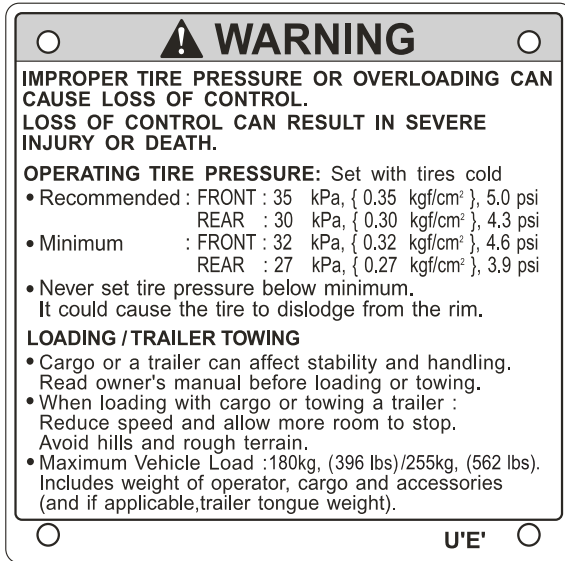 WARNING
IMPROPER TIRE PRESSURE OR OVERLOADING CAN
CAUSE LOSS OF CONTROL.
LOSS OF CONTROL CAN RESULT IN SEVERE
INJURY OR DEATH.
OPERATING TIRE PRESSURE: Set with tires cold
• Recommended : FRONT : 35 kPa, { 0.35 kgf/cm² }, 5.0 psi
REAR : 30 kPa, { 0.30 kgf/cm² }, 4.3 psi
• Minimum : FRONT : 32 kPa, { 0.32 kgf/cm² }, 4.6 psi
REAR : 27 kPa, { 0.27 kgf/cm² }, 3.9 psi
• Never set tire pressure below minimum.
It could cause the tire to dislodge from the rim.
LOADING / TRAILER TOWING
• Cargo or a trailer can affect stability and handling.
Read owner's manual before loading or towing.
• When loading with cargo or towing a trailer :
Reduce speed and allow more room to stop.
Avoid hills and rough terrain.
• Maximum Vehicle Load :180kg, (396 lbs)/255kg, (562 lbs).
Includes weight of operator, cargo and accessories
(and if applicable,trailer tongue weight).
U'E'